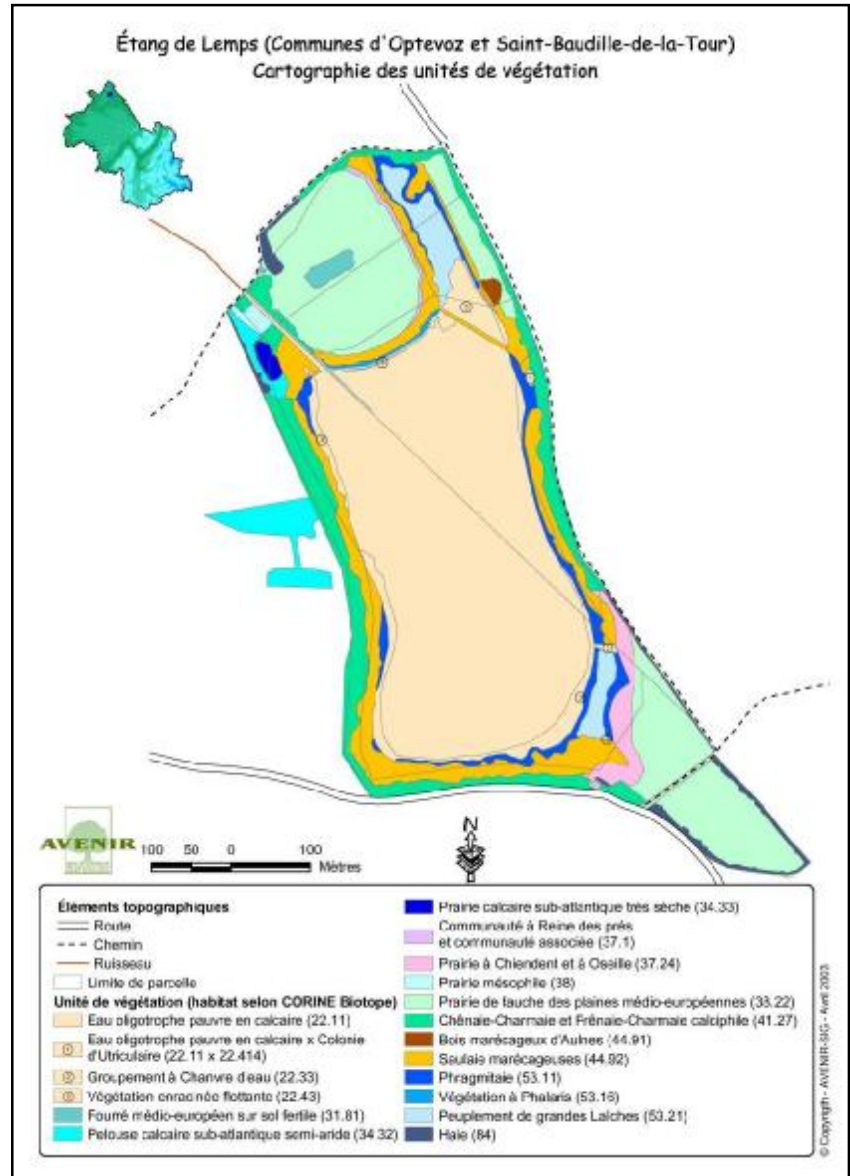 Étang de Lemps (Communes d'Optevoz et Saint-Baudille-de-la-Tour)
Cartographie des unités de végétation
AVENIR
100 50 0 100
Mètres
N
Éléments topographiques
Route
Chemin
Ruisseau
Limite de parcelle
Unité de végétation (habitat selon CORINE Biotope)
Eau oligotrophe pauvre en calcaire (22.11)
Eau oligotrophe pauvre en calcaire x Colonie
d'Utriculaire (22.11 x 22.414)
Groupement à Chanvre d'eau (22.33)
Végétation enracinée flottante (22.43)
Fourré médio-européen sur sol fertile (31.81)
Pelouse calcaire sub-atlantique semi-aride (34.32)
Prairie calcaire sub-atlantique très sèche (34.33)
Communauté à Reine des prés
et communauté associée (37.1)
Prairie à Chiendent et à Oseille (37.24)
Prairie mésophile (38)
Prairie de fauche des plaines médio-européennes (38.22)
Chênaie-Charmaie et Frênaie-Charmaie calciphile (41.27)
Bois marécageux d'Aulnes (44.91)
Saulaie marécageuses (44.92)
Phragmitaie (53.11)
Végétation à Phalaris (53.16)
Peuplement de grandes Laîches (53.21)
Haie (84)
© Copyrigth - AVENIR-SIG - Avril 2003